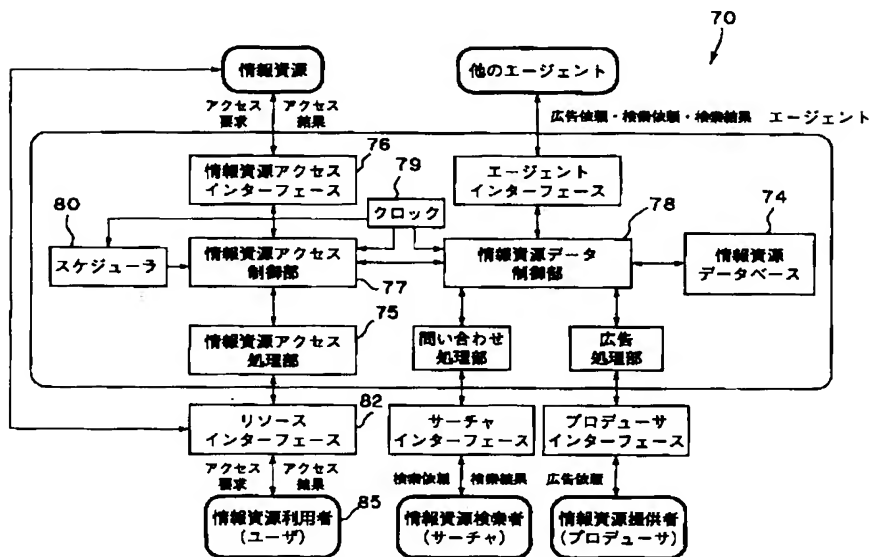 70
情報資源
他のエージェント
アクセス
要求
アクセス
結果
広告依頼・検索依頼・検索結果
エージェント
76
情報資源アクセス
インターフェース
79
クロック
エージェント
インターフェース
78
74
80
スケジューラ
情報資源アクセス
制御部
77
情報資源データ
制御部
情報資源
データベース
75
情報資源アクセス
処理部
問い合わせ
処理部
広告
処理部
82
リソース
インターフェース
サーチャ
インターフェース
プロデューサ
インターフェース
アクセス
要求
アクセス
結果
検索依頼
検索結果
広告依頼
85
情報資源利用者
(ユーザ)
情報資源検索者
(サーチャ)
情報資源提供者
(プロデューサ)